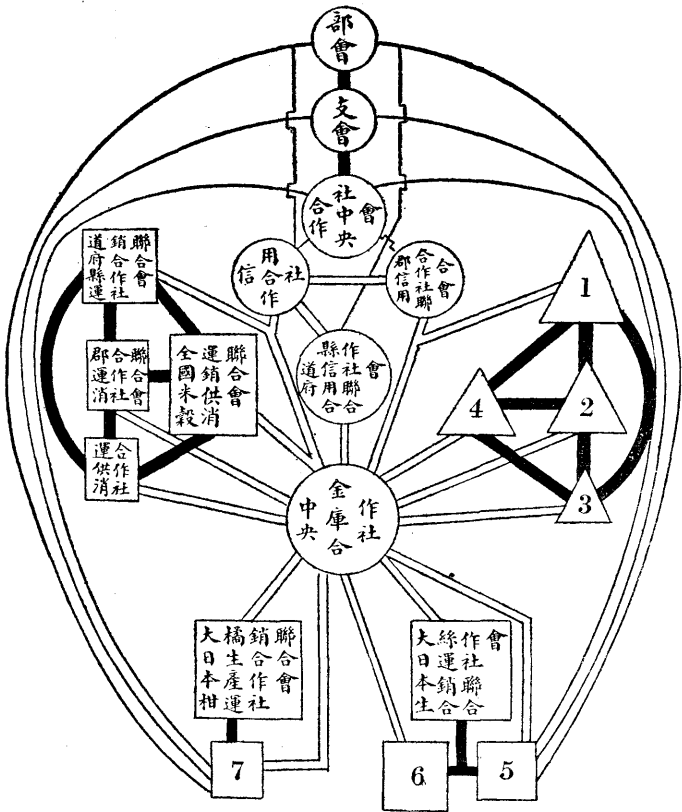 部會
支會
合作社中央會
道府縣運銷合作社聯合會
信用合作社
郡信用合作社聯合會
1
郡運消合作社聯合會
全國米穀運銷供消聯合會
道府縣信用合作社聯合會
4
2
運供消合作社
3
中央金庫合作社
大日本柑橘生產運銷合作社聯合會
大日本生絲運銷合作社聯合會
7
6
5